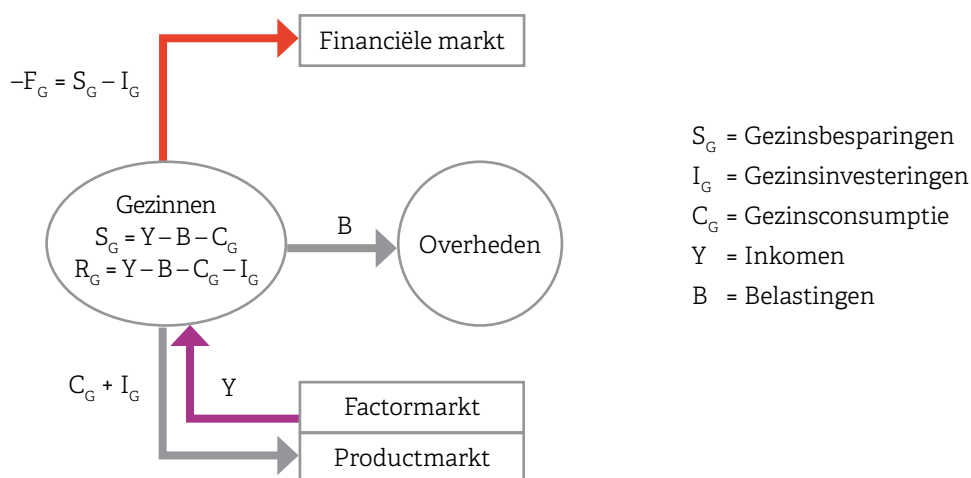 Financiële markt
–F_G = S_G – I_G
Gezinnen
S_G = Y – B – C_G
R_G = Y – B – C_G – I_G
B
Overheden
C_G + I_G
Y
Factormarkt
Productmarkt
S_G = Gezinsbesparingen
I_G = Gezinsinvesteringen
C_G = Gezinsconsumptie
Y = Inkomen
B = Belastingen